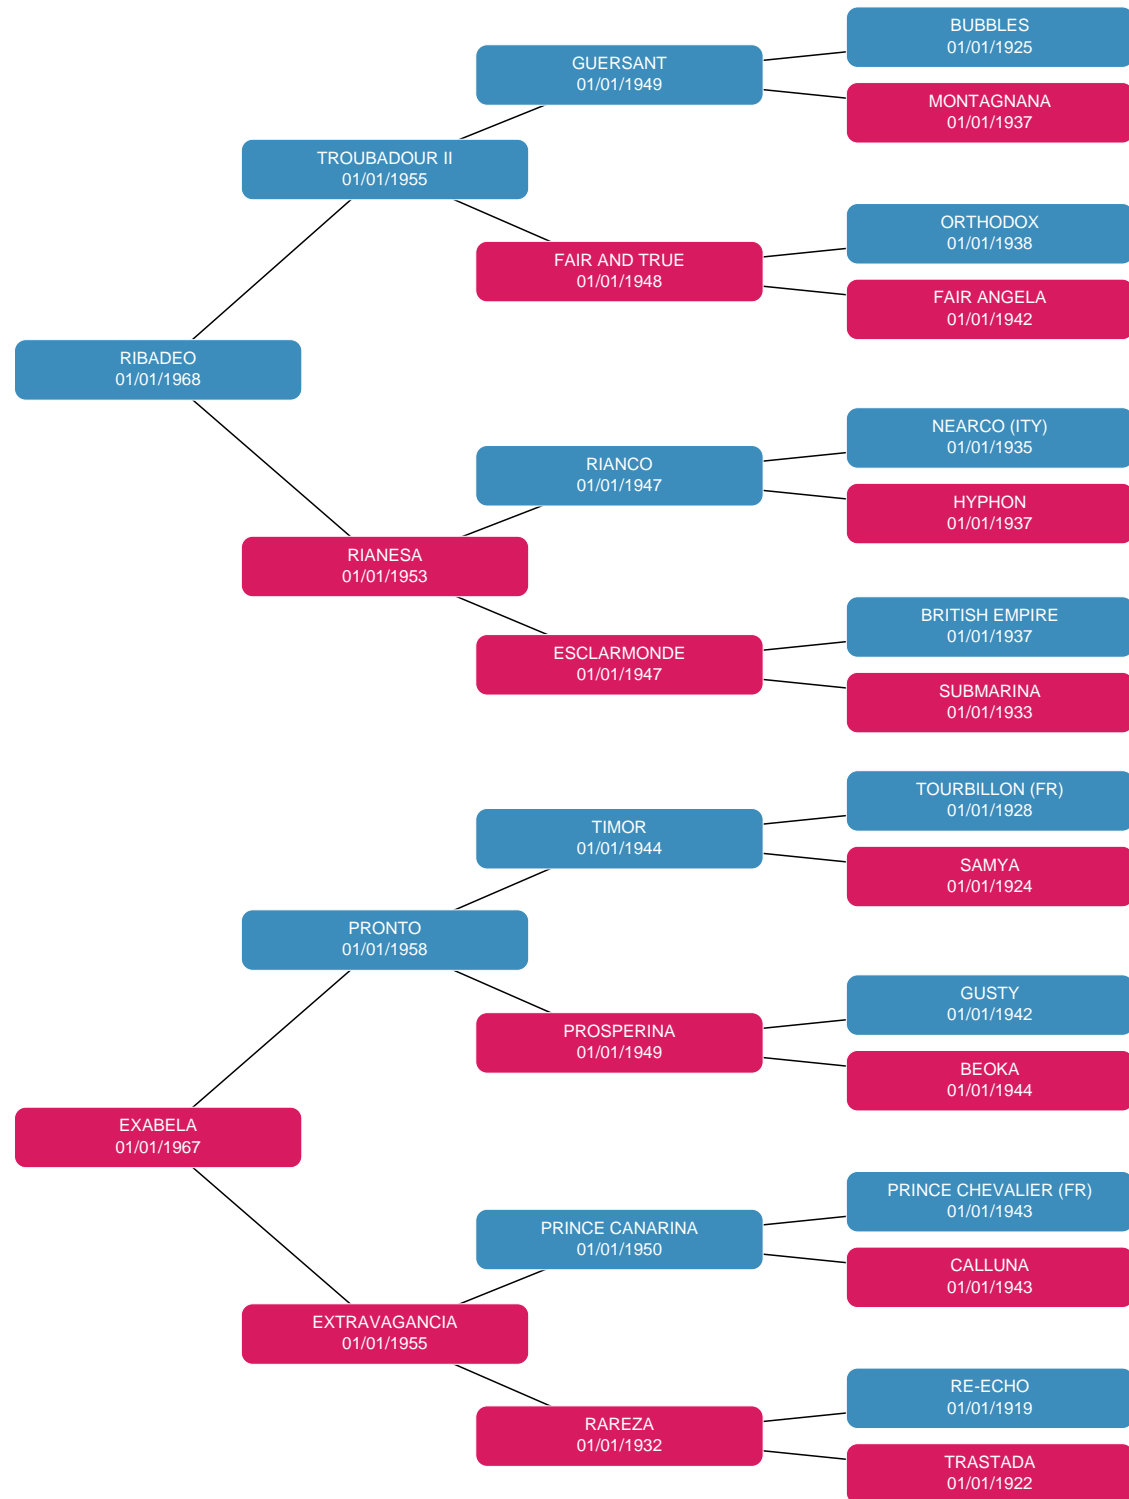 BUBBLES
01/01/1925
GUERSANT
01/01/1949
MONTAGNANA
01/01/1937
TROUBADOUR II
01/01/1955
ORTHODOX
01/01/1938
FAIR AND TRUE
01/01/1948
FAIR ANGELA
01/01/1942
RIBADEO
01/01/1968
NEARCO (ITY)
01/01/1935
RIANCO
01/01/1947
HYPHON
01/01/1937
RIANESA
01/01/1953
BRITISH EMPIRE
01/01/1937
ESCLARMONDE
01/01/1947
SUBMARINA
01/01/1933
TOURBILLON (FR)
01/01/1928
TIMOR
01/01/1944
SAMYA
01/01/1924
PRONTO
01/01/1958
GUSTY
01/01/1942
PROSPERINA
01/01/1949
BEOKA
01/01/1944
EXABELA
01/01/1967
PRINCE CHEVALIER (FR)
01/01/1943
PRINCE CANARINA
01/01/1950
CALLUNA
01/01/1943
EXTRAVAGANCIA
01/01/1955
RE-ECHO
01/01/1919
RAREZA
01/01/1932
TRASTADA
01/01/1922